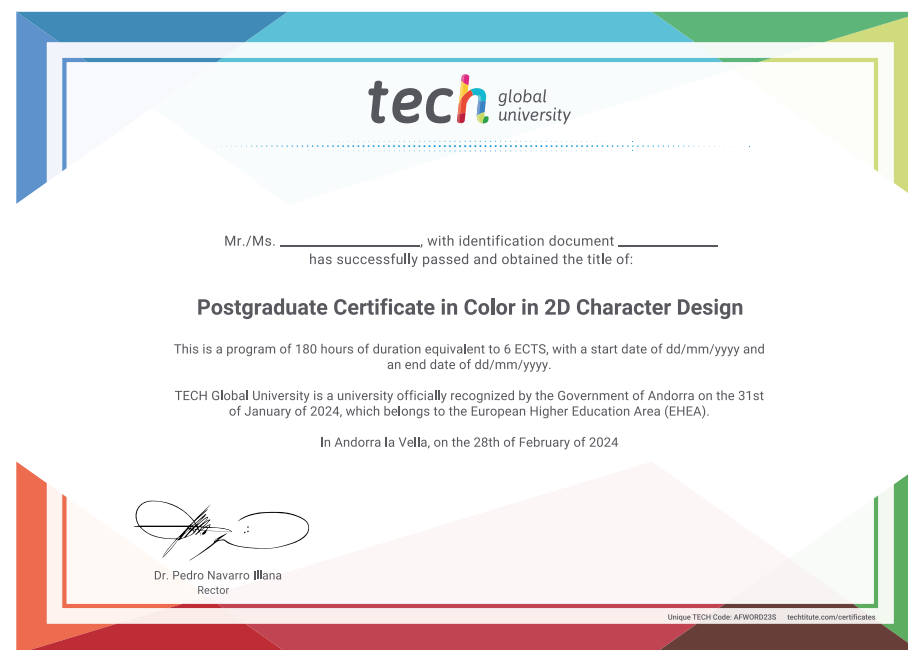 tech global university
Mr./Ms. ____________, with identification document ____________
has successfully passed and obtained the title of:
Postgraduate Certificate in Color in 2D Character Design
This is a program of 180 hours of duration equivalent to 6 ECTS, with a start date of dd/mm/yyyy and
an end date of dd/mm/yyyy.
TECH Global University is a university officially recognized by the Government of Andorra on the 31st
of January of 2024, which belongs to the European Higher Education Area (EHEA).
In Andorra la Vella, on the 28th of February of 2024
Dr. Pedro Navarro Illana
Rector
Unique TECH Code: AFWORD23S techtitute.com/certificates